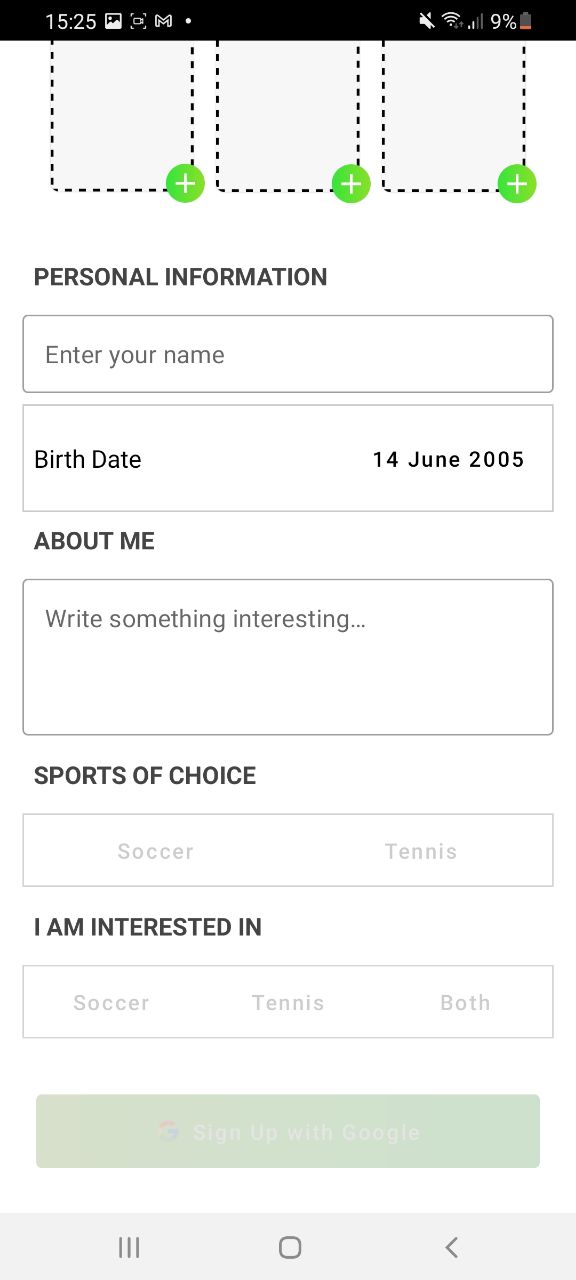 15:25 9%
PERSONAL INFORMATION
Enter your name
Birth Date 14 June 2005
ABOUT ME
Write something interesting...
SPORTS OF CHOICE
Soccer Tennis
I AM INTERESTED IN
Soccer Tennis Both
Sign Up with Google